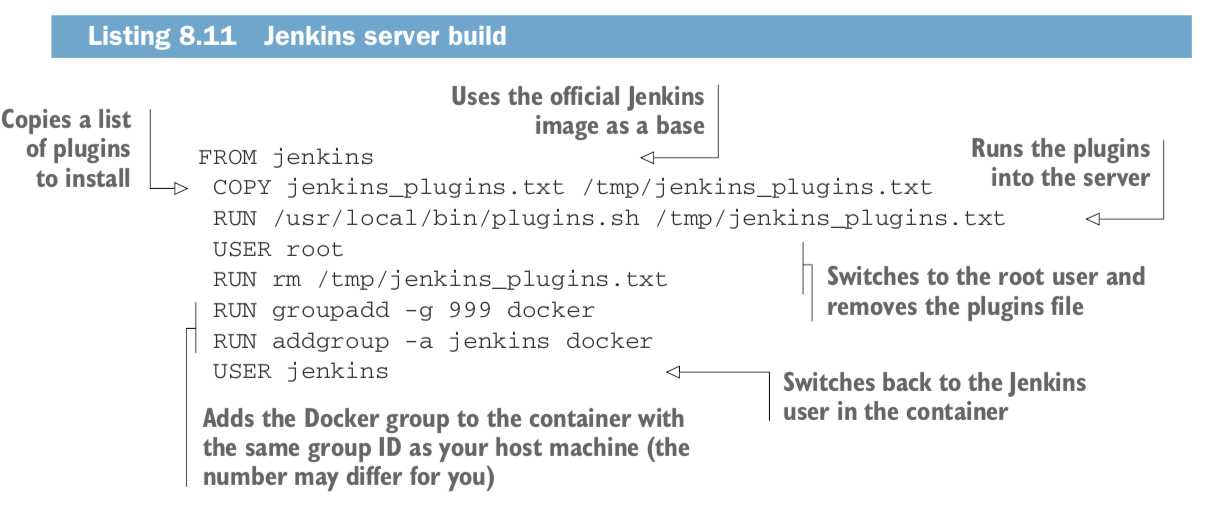 Listing 8.11 Jenkins server build
Uses the official Jenkins
image as a base
Copies a list
of plugins
to install
Runs the plugins
into the server
FROM jenkins
COPY jenkins_plugins.txt /tmp/jenkins_plugins.txt
RUN /usr/local/bin/plugins.sh /tmp/jenkins_plugins.txt
USER root
RUN rm /tmp/jenkins_plugins.txt
RUN groupadd -g 999 docker
RUN addgroup -a jenkins docker
USER jenkins
Switches to the root user and
removes the plugins file
Switches back to the Jenkins
user in the container
Adds the Docker group to the container with
the same group ID as your host machine (the
number may differ for you)